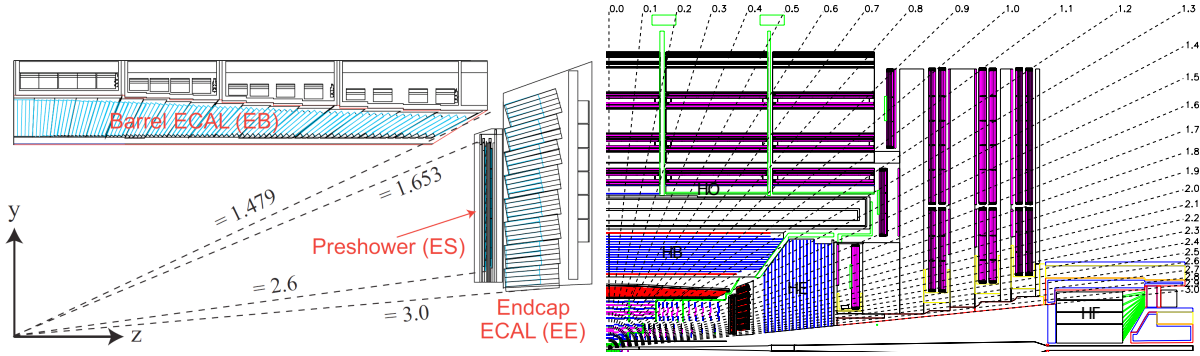 Barrel ECAL (EB)
= 1.479
= 1.653
y
Preshower (ES)
= 2.6
= 3.0
z
Endcap
ECAL (EE)
0.0 0.1 0.2 0.3 0.4 0.5 0.6 0.7 0.8 0.9 1.0 1.1 1.2 1.3
1.4
1.5
1.6
1.7
1.8
1.9
2.0
2.1
2.2
2.3
2.4
2.5
2.6
2.7
2.8
2.9
3.0
HO
HB
HE
HF